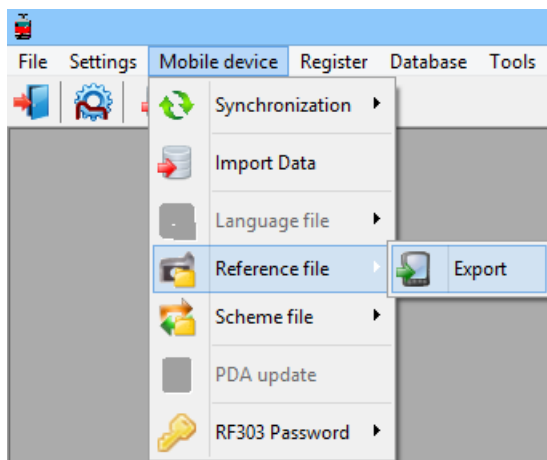 File Settings Mobile device Register Database Tools
Synchronization
Import Data
Language file
Reference file Export
Scheme file
PDA update
RF303 Password